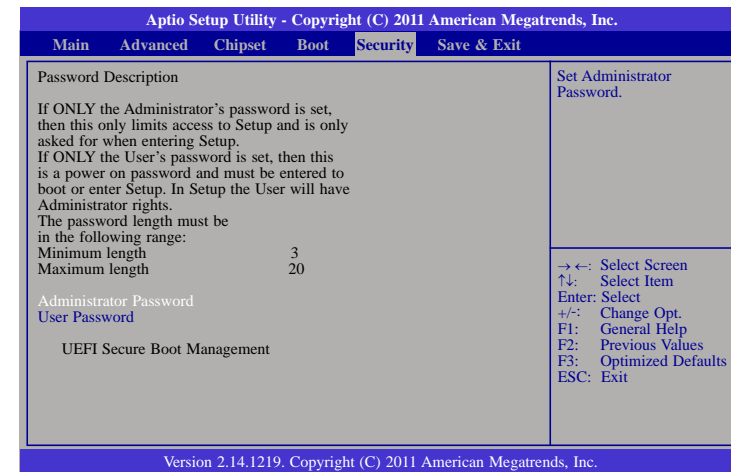 Aptio Setup Utility - Copyright (C) 2011 American Megatrends, Inc.
Main Advanced Chipset Boot Security Save & Exit
Password Description
If ONLY the Administrator's password is set,
then this only limits access to Setup and is only
asked for when entering Setup.
If ONLY the User's password is set, then this
is a power on password and must be entered to
boot or enter Setup. In Setup the User will have
Administrator rights.
The password length must be
in the following range:
Minimum length 3
Maximum length 20
Administrator Password
User Password
UEFI Secure Boot Management
Set Administrator
Password.
→←: Select Screen
↑↓: Select Item
Enter: Select
+/-: Change Opt.
F1: General Help
F2: Previous Values
F3: Optimized Defaults
ESC: Exit
Version 2.14.1219. Copyright (C) 2011 American Megatrends, Inc.